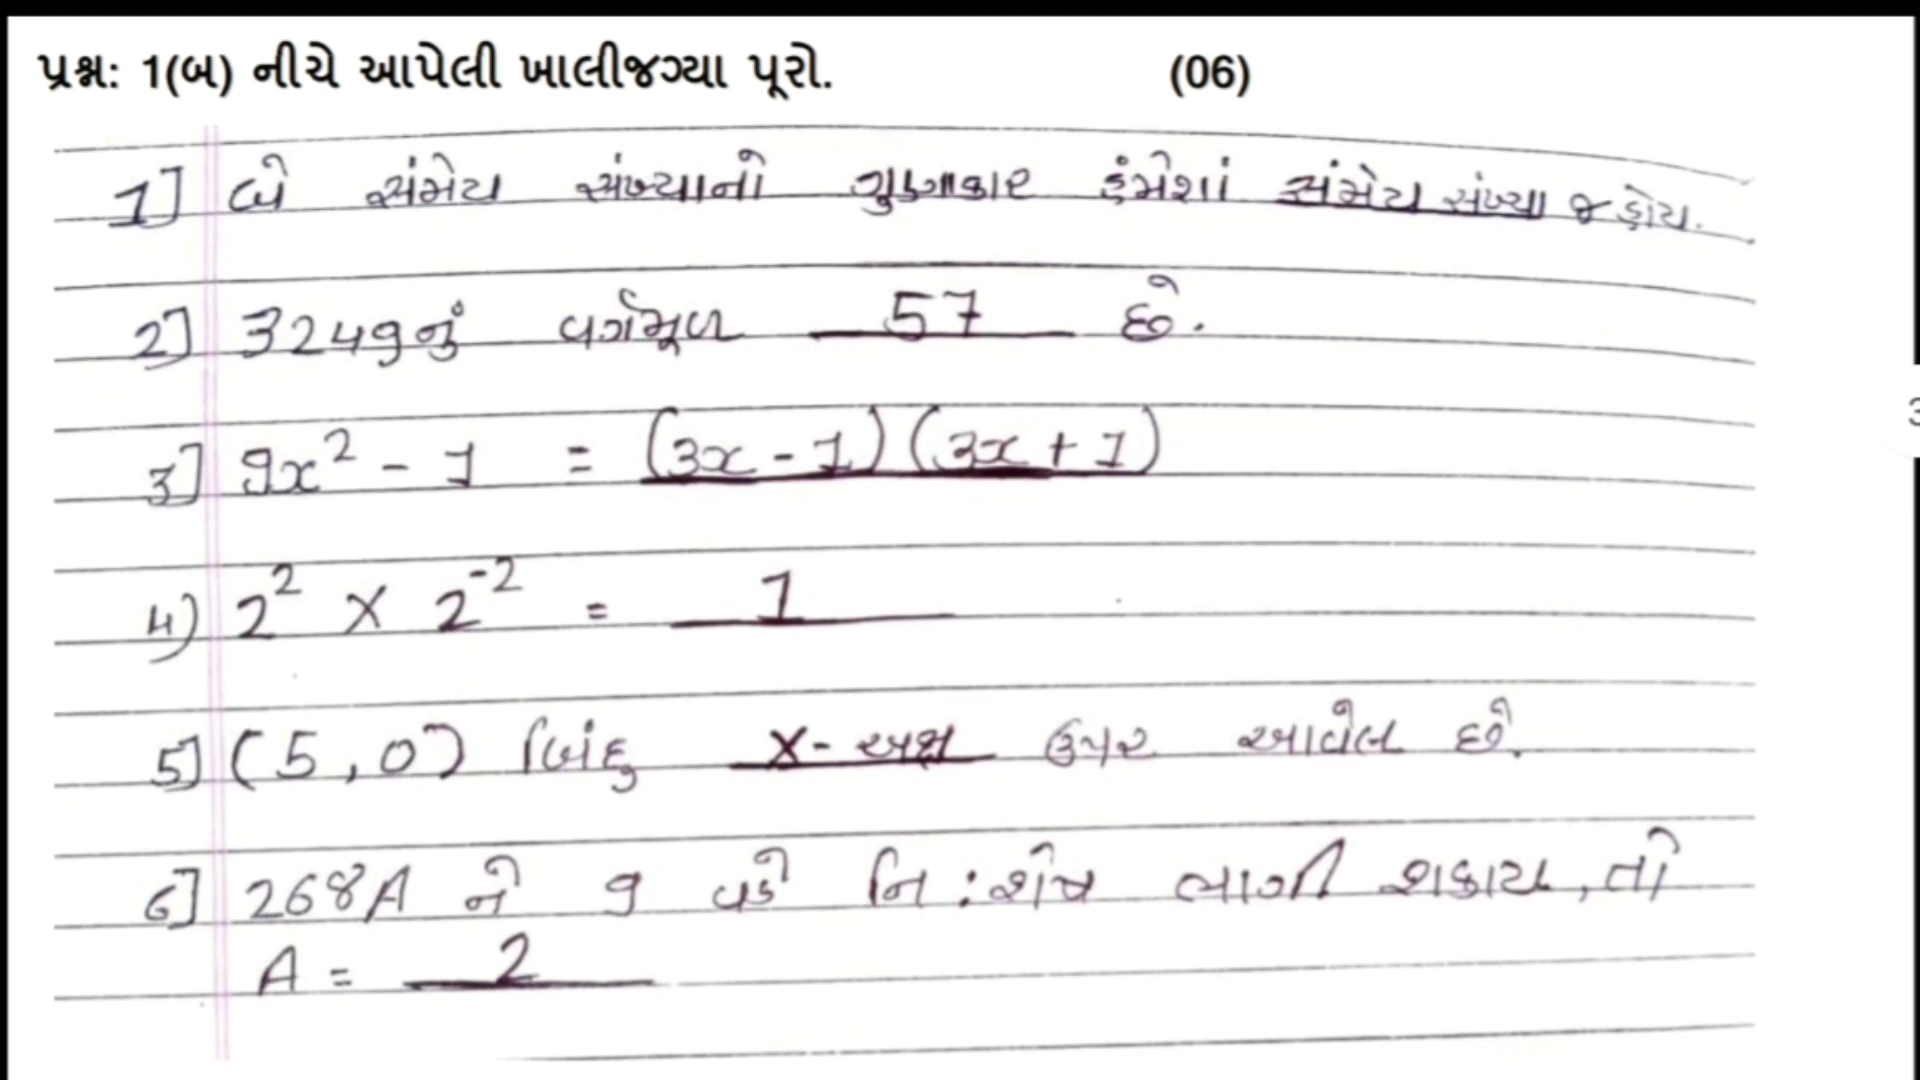 પ્રશ્ન: 1(બ) નીચે આપેલી ખાલીજગ્યા પૂરો. (06)
1] બે સંમેય સંખ્યાનો ગુણાકાર હંમેશાં સંમેય સંખ્યા જ હોય.
2] 3249નું વર્ગમૂળ 57 છે.
3] 9x² - 1 = (3x - 1) (3x + 1)
4) 2² × 2⁻² = 1
5] (5,0) બિંદુ X-અક્ષ ઉપર આવેલ છે.
6] 268A ને 9 વડે નિ:શેષ ભાગી શકાય, તો
A = 2